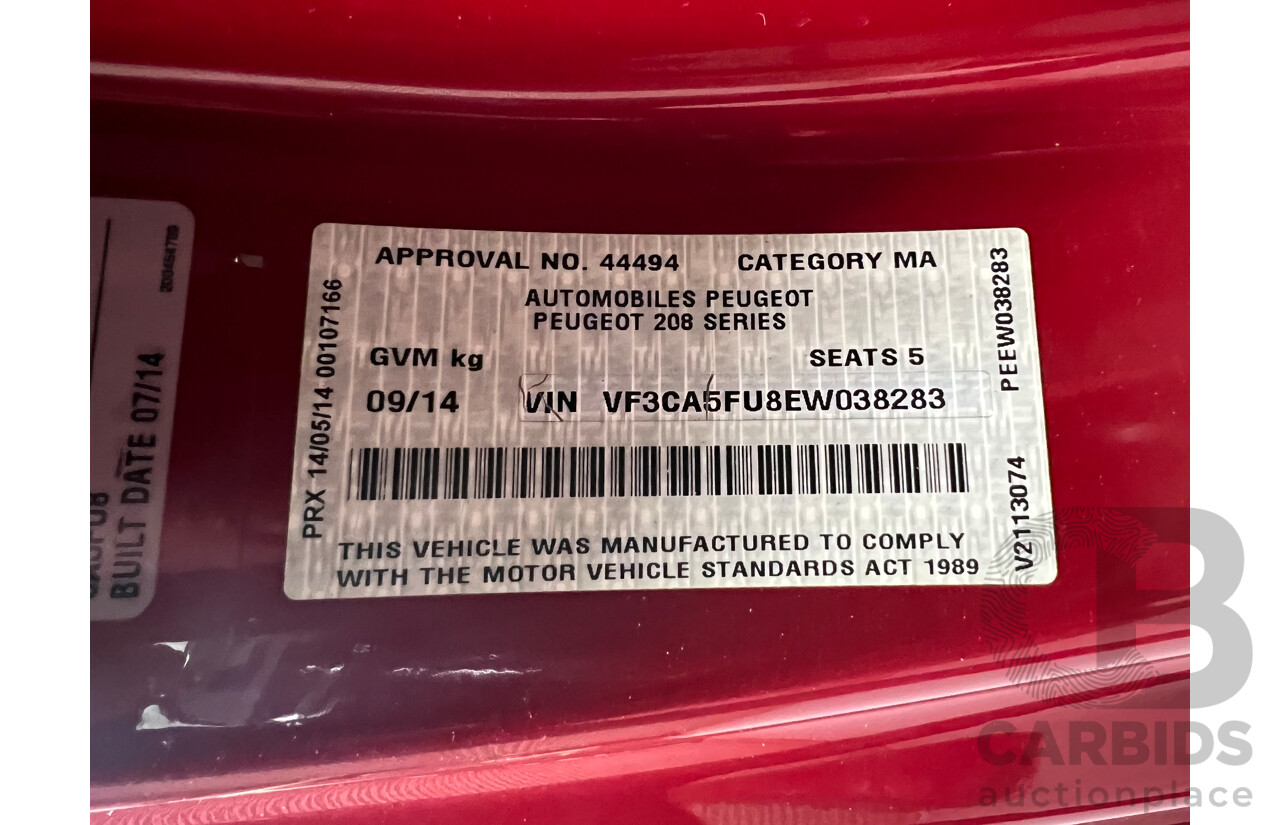 APPROVAL NO. 44494 CATEGORY MA
AUTOMOBILES PEUGEOT
PEUGEOT 208 SERIES
GVM kg SEATS 5
09/14 VIN VF3CA5FU8EW038283
THIS VEHICLE WAS MANUFACTURED TO COMPLY
WITH THE MOTOR VEHICLE STANDARDS ACT 1989
PRX 14/05/14 00107166
PEEW038283
V2113074
BUILT DATE 07/14
CB
CARBIDS
auctionplace